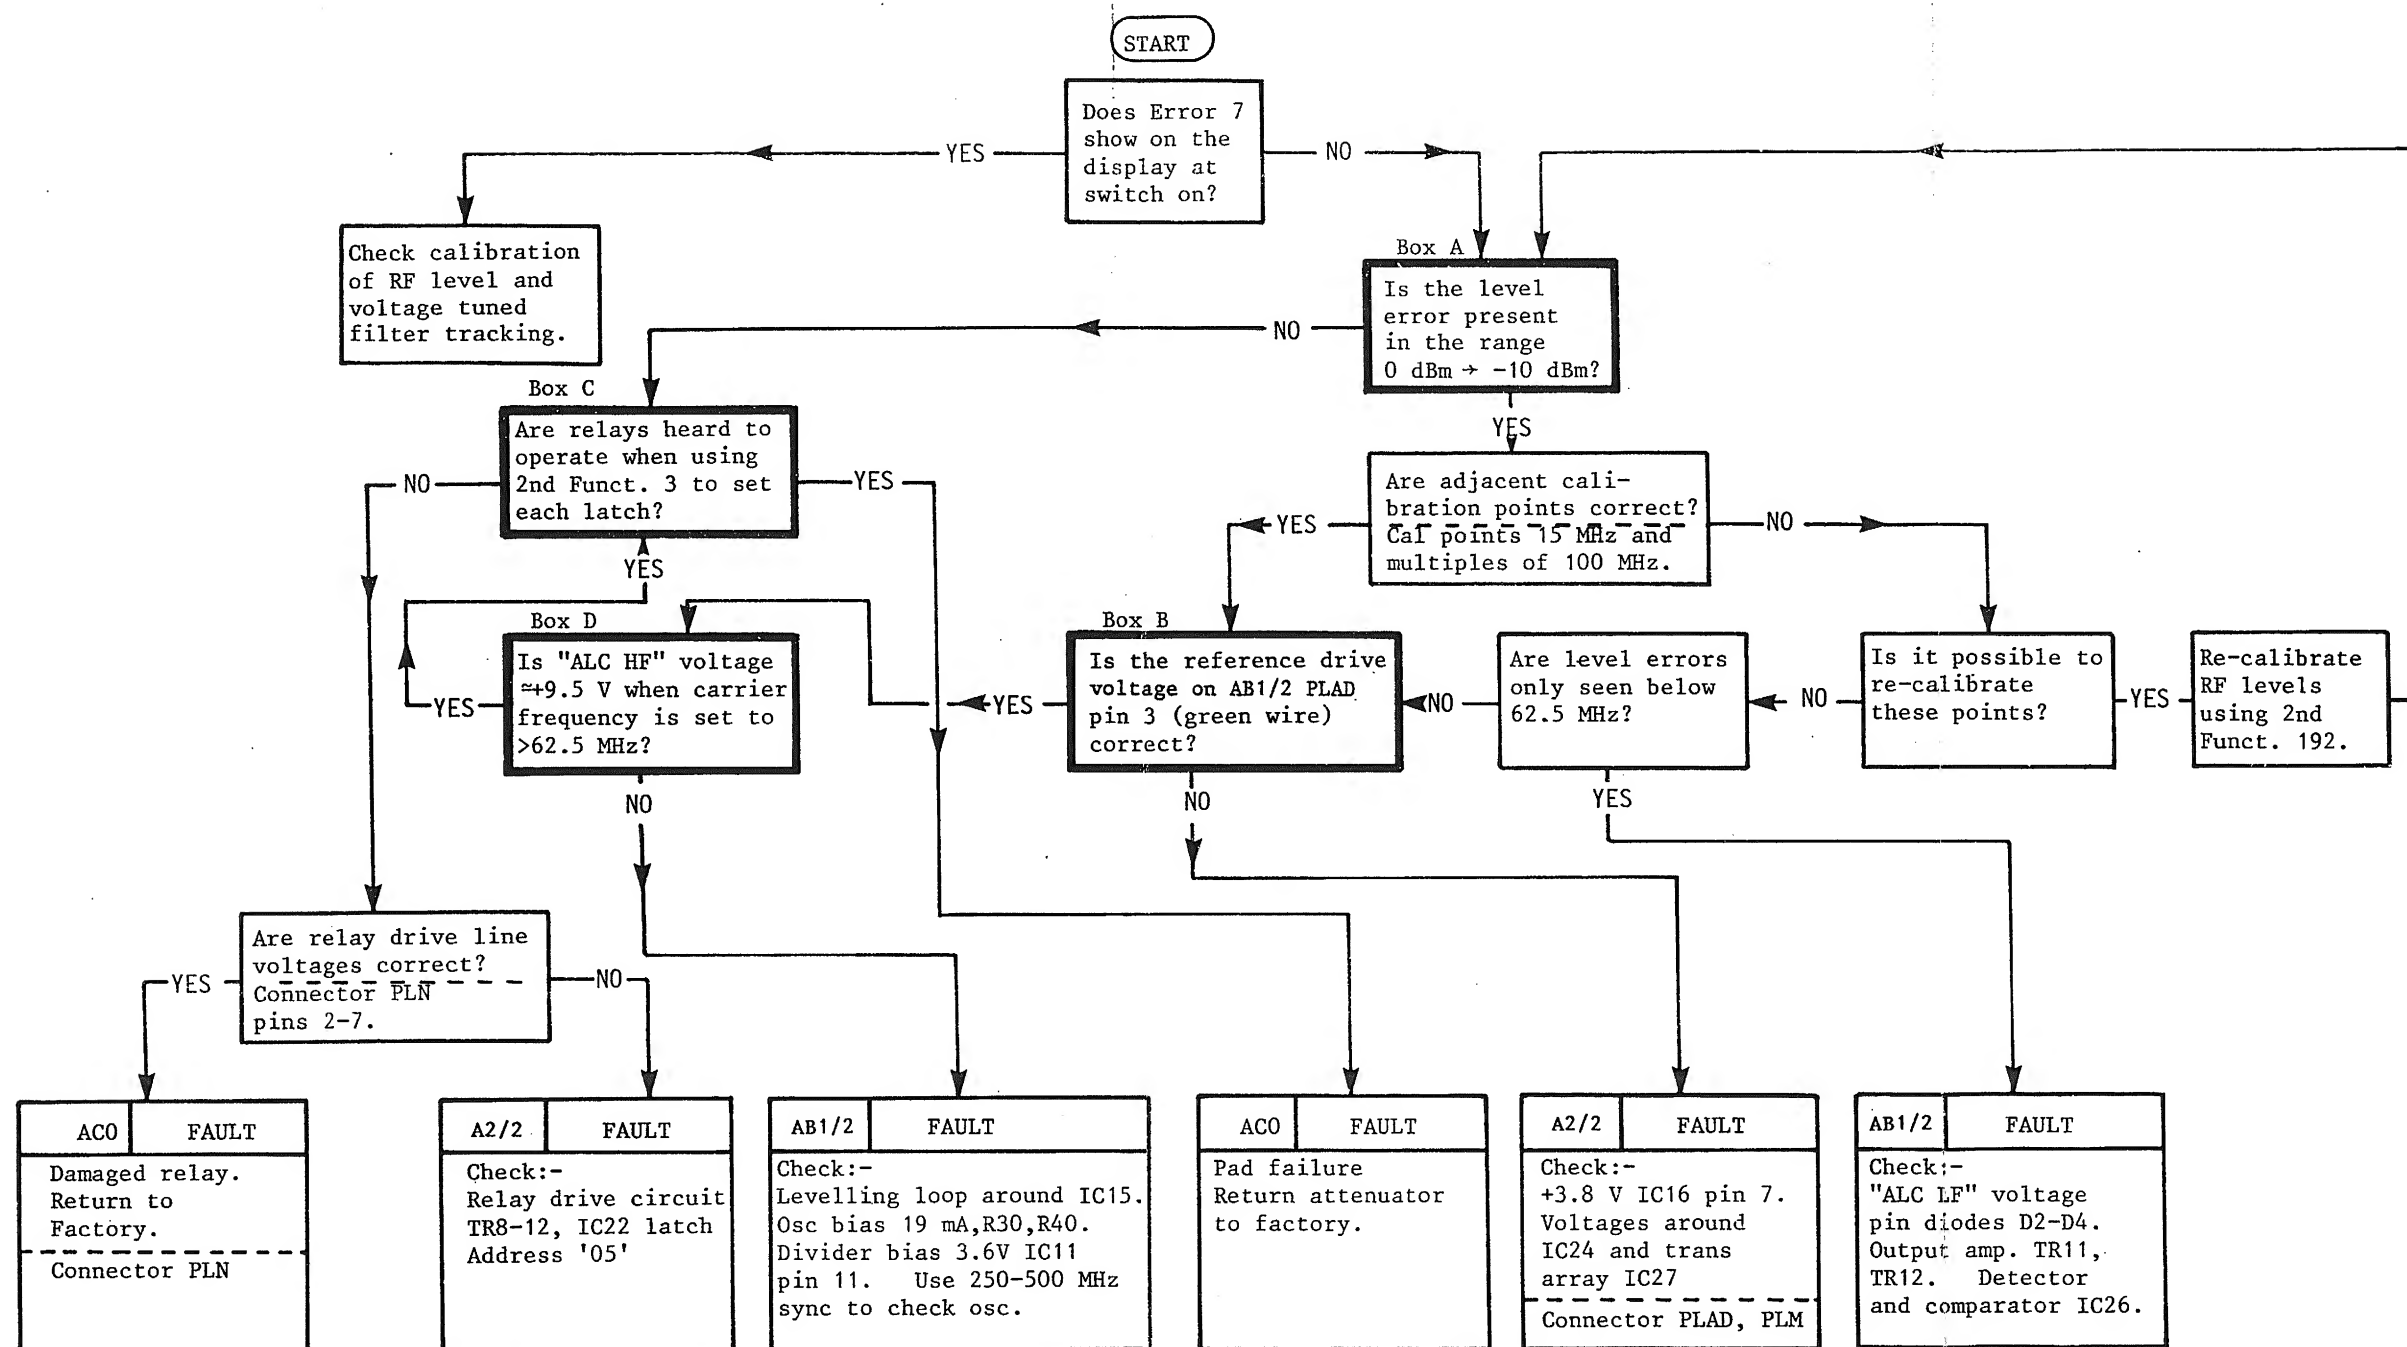 START
Does Error 7
show on the
display at
switch on?
YES
NO
Check calibration
of RF level and
voltage tuned
filter tracking.
Box A
Is the level
error present
in the range
0 dBm → -10 dBm?
NO
YES
Box C
Are relays heard to
operate when using
2nd Funct. 3 to set
each latch?
NO
YES
Are adjacent cali-
bration points correct?
Cal points 15 MHz and
multiples of 100 MHz.
YES
NO
YES
Box D
Is "ALC HF" voltage
≃+9.5 V when carrier
frequency is set to
>62.5 MHz?
YES
NO
Box B
Is the reference drive
voltage on AB1/2 PLAD
pin 3 (green wire)
correct?
YES
NO
Are level errors
only seen below
62.5 MHz?
NO
YES
Is it possible to
re-calibrate
these points?
NO
YES
Re-calibrate
RF levels
using 2nd
Funct. 192.
Are relay drive line
voltages correct?
Connector PLN
pins 2-7.
YES
NO
AC0 FAULT
Damaged relay.
Return to
Factory.
Connector PLN
A2/2 FAULT
Check:-
Relay drive circuit
TR8-12, IC22 latch
Address '05'
AB1/2 FAULT
Check:-
Levelling loop around IC15.
Osc bias 19 mA,R30,R40.
Divider bias 3.6V IC11
pin 11. Use 250-500 MHz
sync to check osc.
AC0 FAULT
Pad failure
Return attenuator
to factory.
A2/2 FAULT
Check:-
+3.8 V IC16 pin 7.
Voltages around
IC24 and trans
array IC27
Connector PLAD, PLM
AB1/2 FAULT
Check:-
"ALC LF" voltage
pin diodes D2-D4.
Output amp. TR11,
TR12. Detector
and comparator IC26.